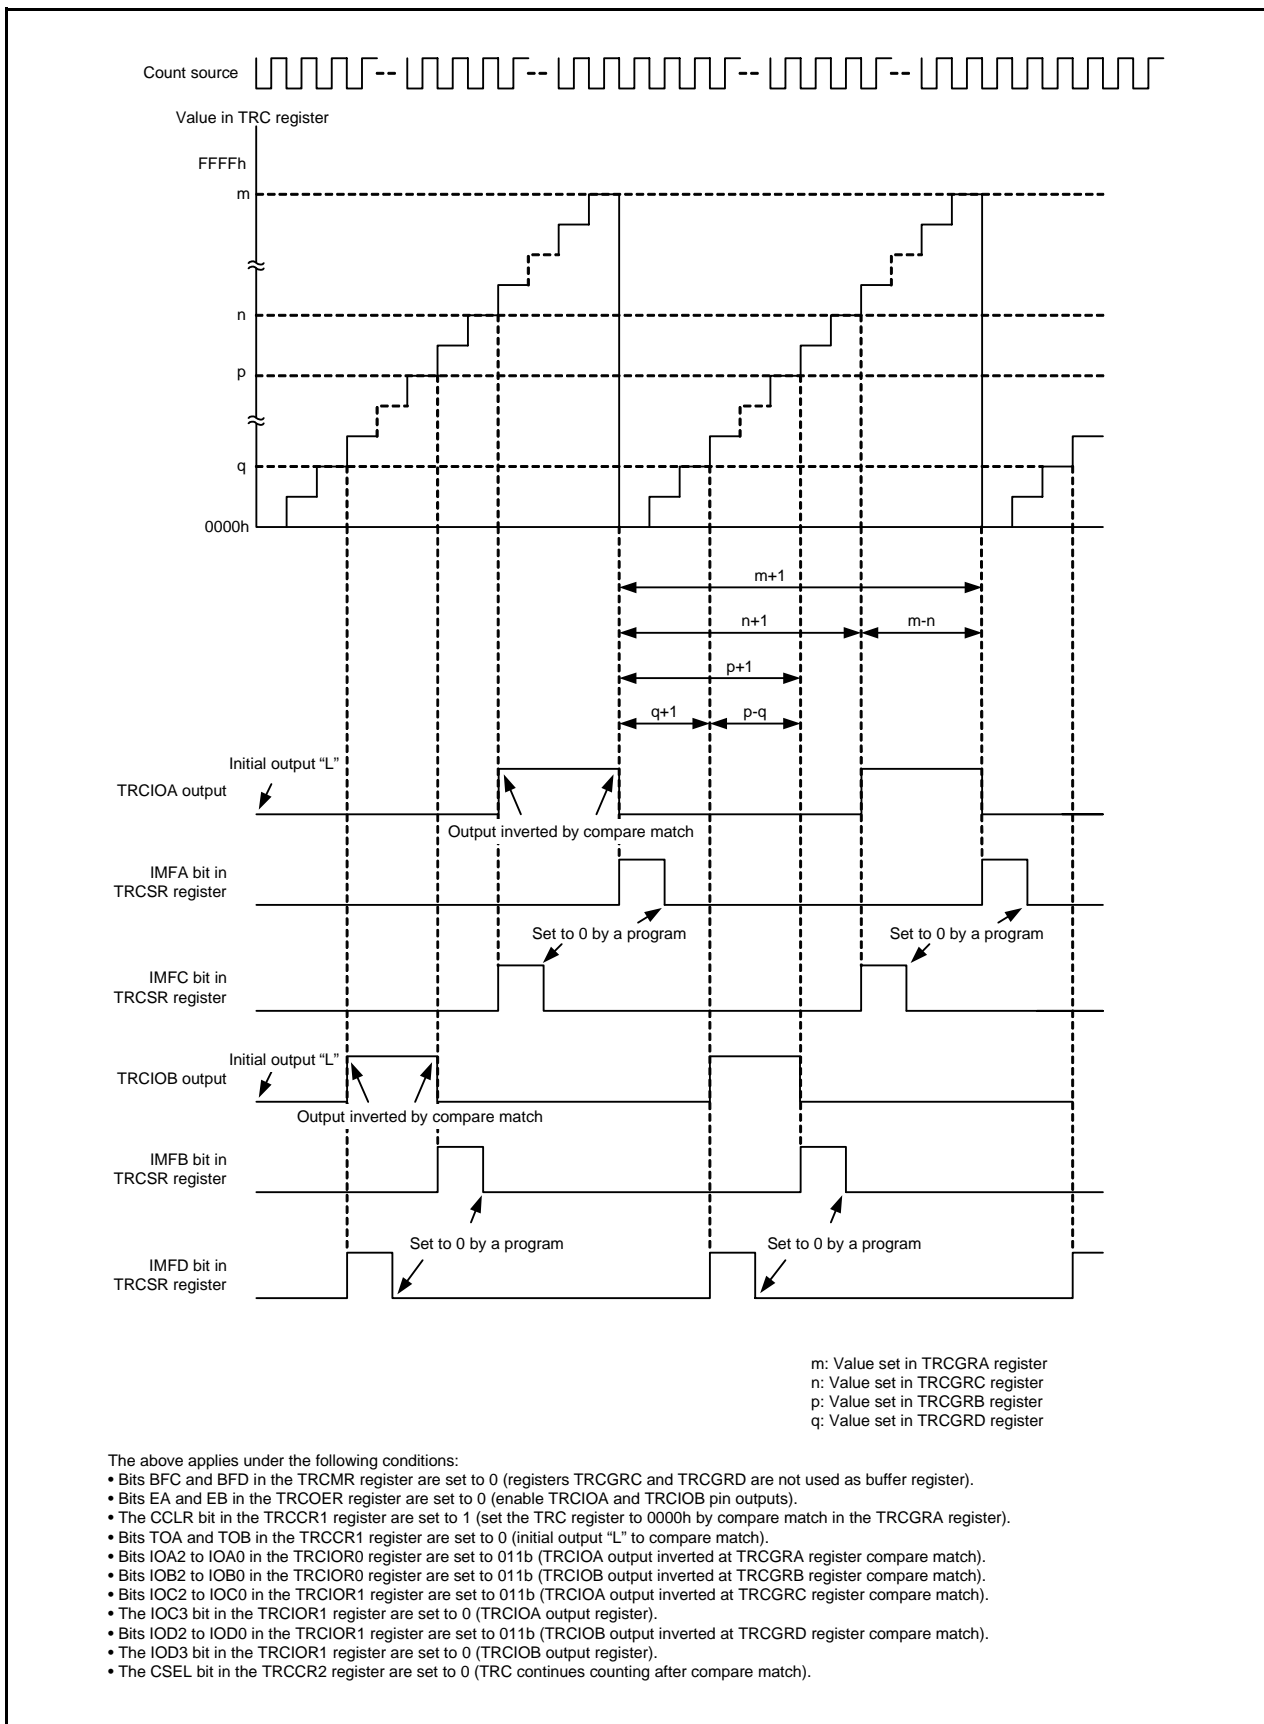 Count source
Value in TRC register
FFFFh
m
n
p
q
0000h
m+1
n+1
m-n
p+1
q+1
p-q
Initial output “L”
TRCIOA output
Output inverted by compare match
IMFA bit in
TRCSR register
Set to 0 by a program
Set to 0 by a program
IMFC bit in
TRCSR register
Initial output “L”
TRCIOB output
Output inverted by compare match
IMFB bit in
TRCSR register
Set to 0 by a program
Set to 0 by a program
IMFD bit in
TRCSR register
m: Value set in TRCGRA register
n: Value set in TRCGRC register
p: Value set in TRCGRB register
q: Value set in TRCGRD register
The above applies under the following conditions:
• Bits BFC and BFD in the TRCMR register are set to 0 (registers TRCGRC and TRCGRD are not used as buffer register).
• Bits EA and EB in the TRCOER register are set to 0 (enable TRCIOA and TRCIOB pin outputs).
• The CCLR bit in the TRCCR1 register are set to 1 (set the TRC register to 0000h by compare match in the TRCGRA register).
• Bits TOA and TOB in the TRCCR1 register are set to 0 (initial output “L” to compare match).
• Bits IOA2 to IOA0 in the TRCIOR0 register are set to 011b (TRCIOA output inverted at TRCGRA register compare match).
• Bits IOB2 to IOB0 in the TRCIOR0 register are set to 011b (TRCIOB output inverted at TRCGRB register compare match).
• Bits IOC2 to IOC0 in the TRCIOR1 register are set to 011b (TRCIOA output inverted at TRCGRC register compare match).
• The IOC3 bit in the TRCIOR1 register are set to 0 (TRCIOA output register).
• Bits IOD2 to IOD0 in the TRCIOR1 register are set to 011b (TRCIOB output inverted at TRCGRD register compare match).
• The IOD3 bit in the TRCIOR1 register are set to 0 (TRCIOB output register).
• The CSEL bit in the TRCCR2 register are set to 0 (TRC continues counting after compare match).